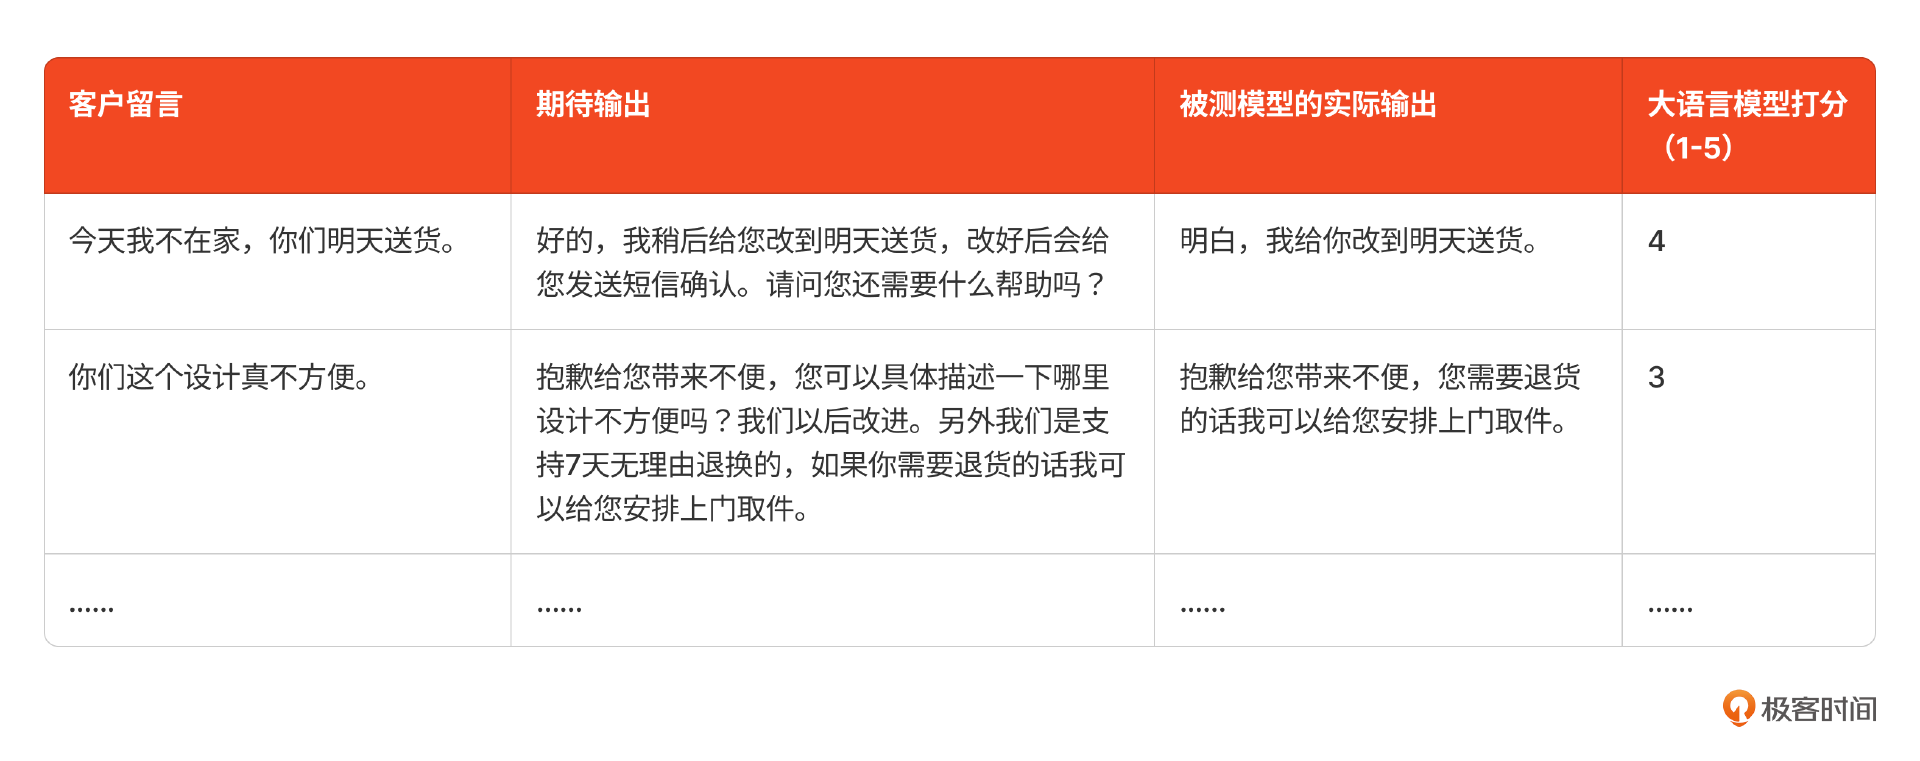 客户留言
期待输出
被测模型的实际输出
大语言模型打分
（1-5）
今天我不在家，你们明天送货。
好的，我稍后给您改到明天送货，改好后会给
您发送短信确认。请问您还需要什么帮助吗？
明白，我给你改到明天送货。
4
你们这个设计真不方便。
抱歉给您带来不便，您可以具体描述一下哪里
设计不方便吗？我们以后改进。另外我们是支
持7天无理由退换的，如果你需要退货的话我可
以给您安排上门取件。
抱歉给您带来不便，您需要退货
的话我可以给您安排上门取件。
3
……
……
……
……
极客时间